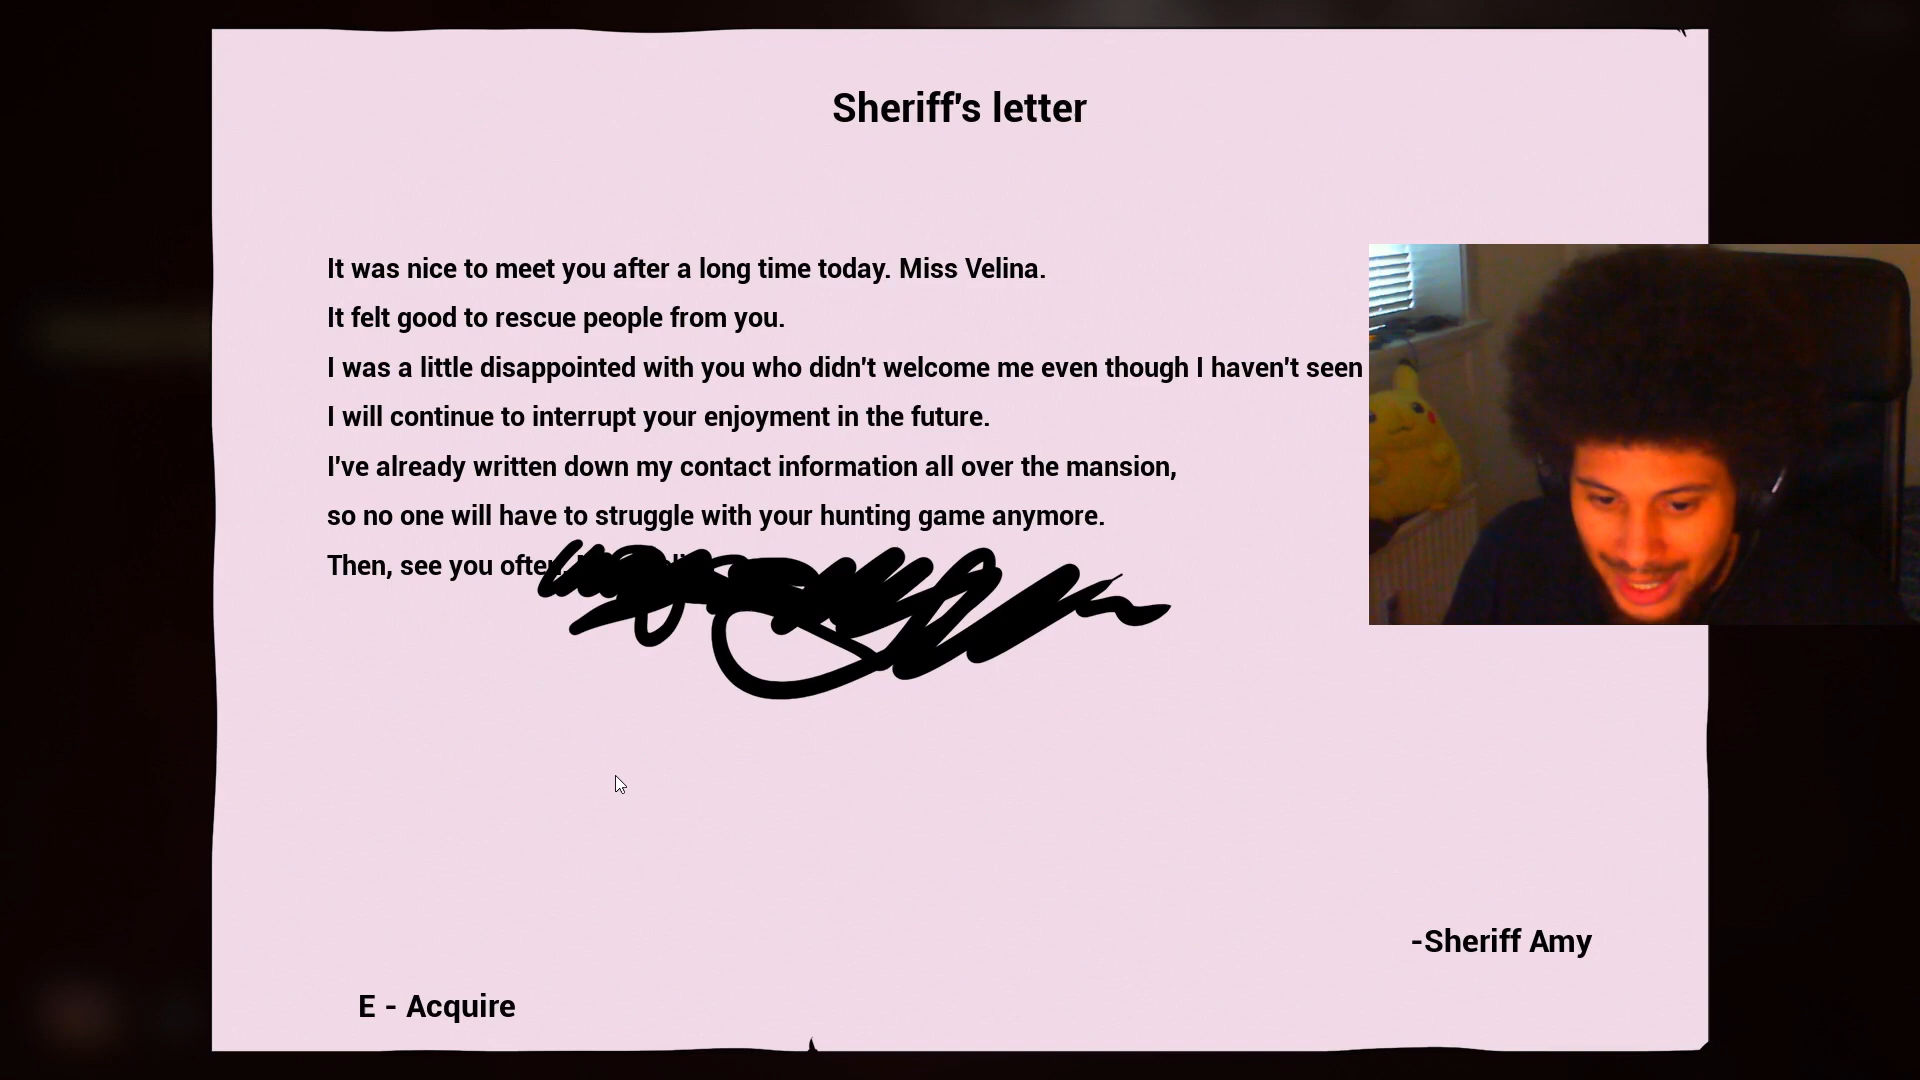 Sheriff's letter
It was nice to meet you after a long time today. Miss Velina.
It felt good to rescue people from you.
I was a little disappointed with you who didn't welcome me even though I haven't seen
I will continue to interrupt your enjoyment in the future.
I've already written down my contact information all over the mansion,
so no one will have to struggle with your hunting game anymore.
Then, see you often,
-Sheriff Amy
E - Acquire